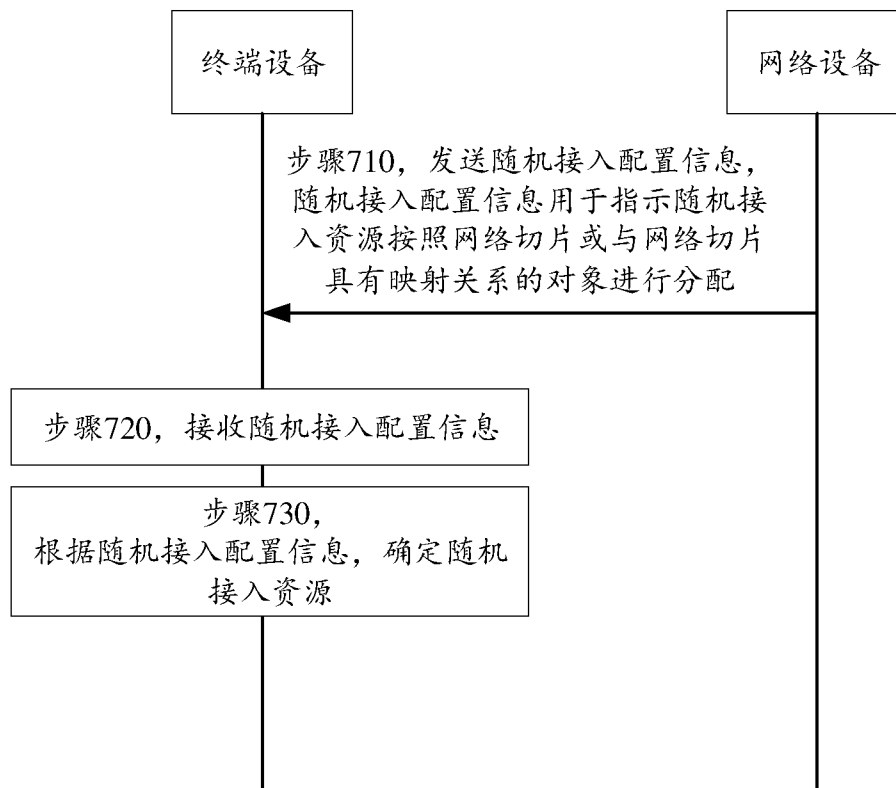 终端设备
网络设备
步骤710，发送随机接入配置信息，
随机接入配置信息用于指示随机接
入资源按照网络切片或与网络切片
具有映射关系的对象进行分配
步骤720，接收随机接入配置信息
步骤730，
根据随机接入配置信息，确定随机
接入资源